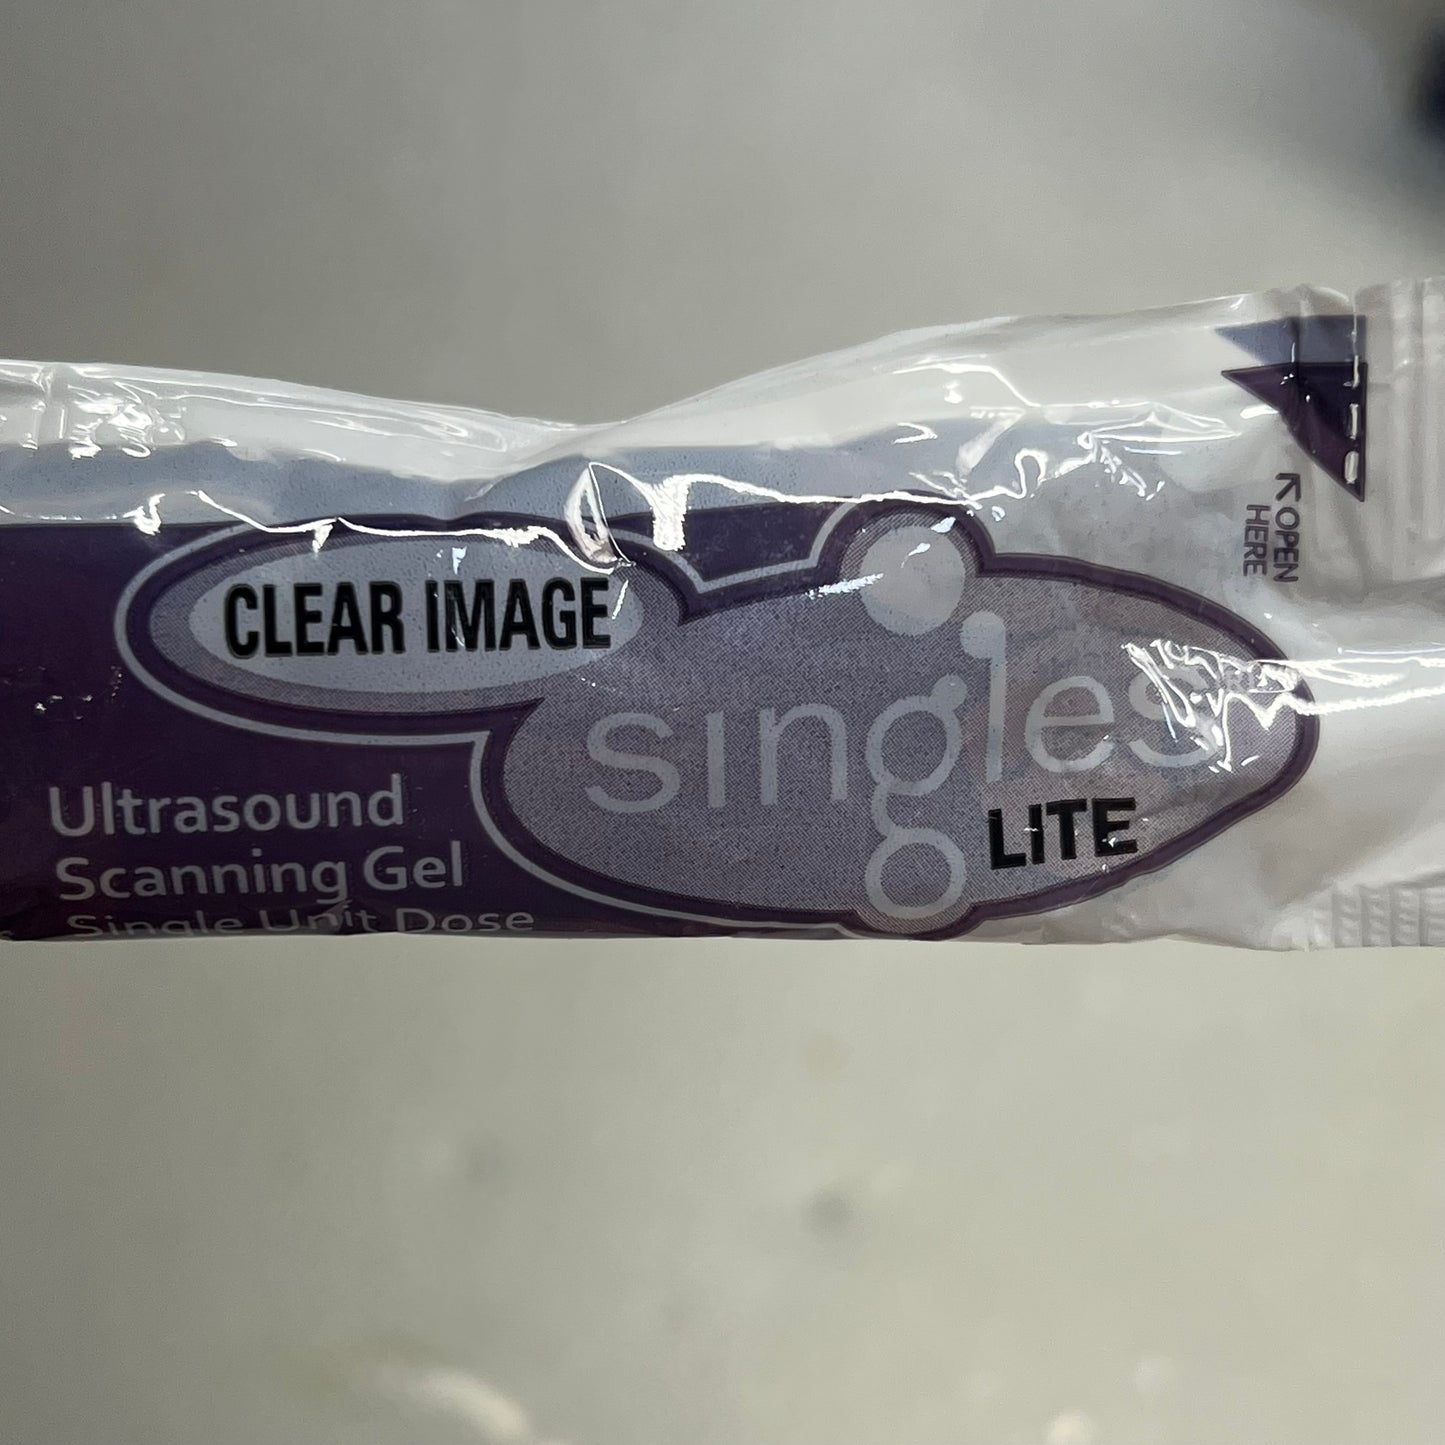 CLEAR IMAGE
singles
LITE
Ultrasound
Scanning Gel
Single Unit Dose
OPEN
HERE